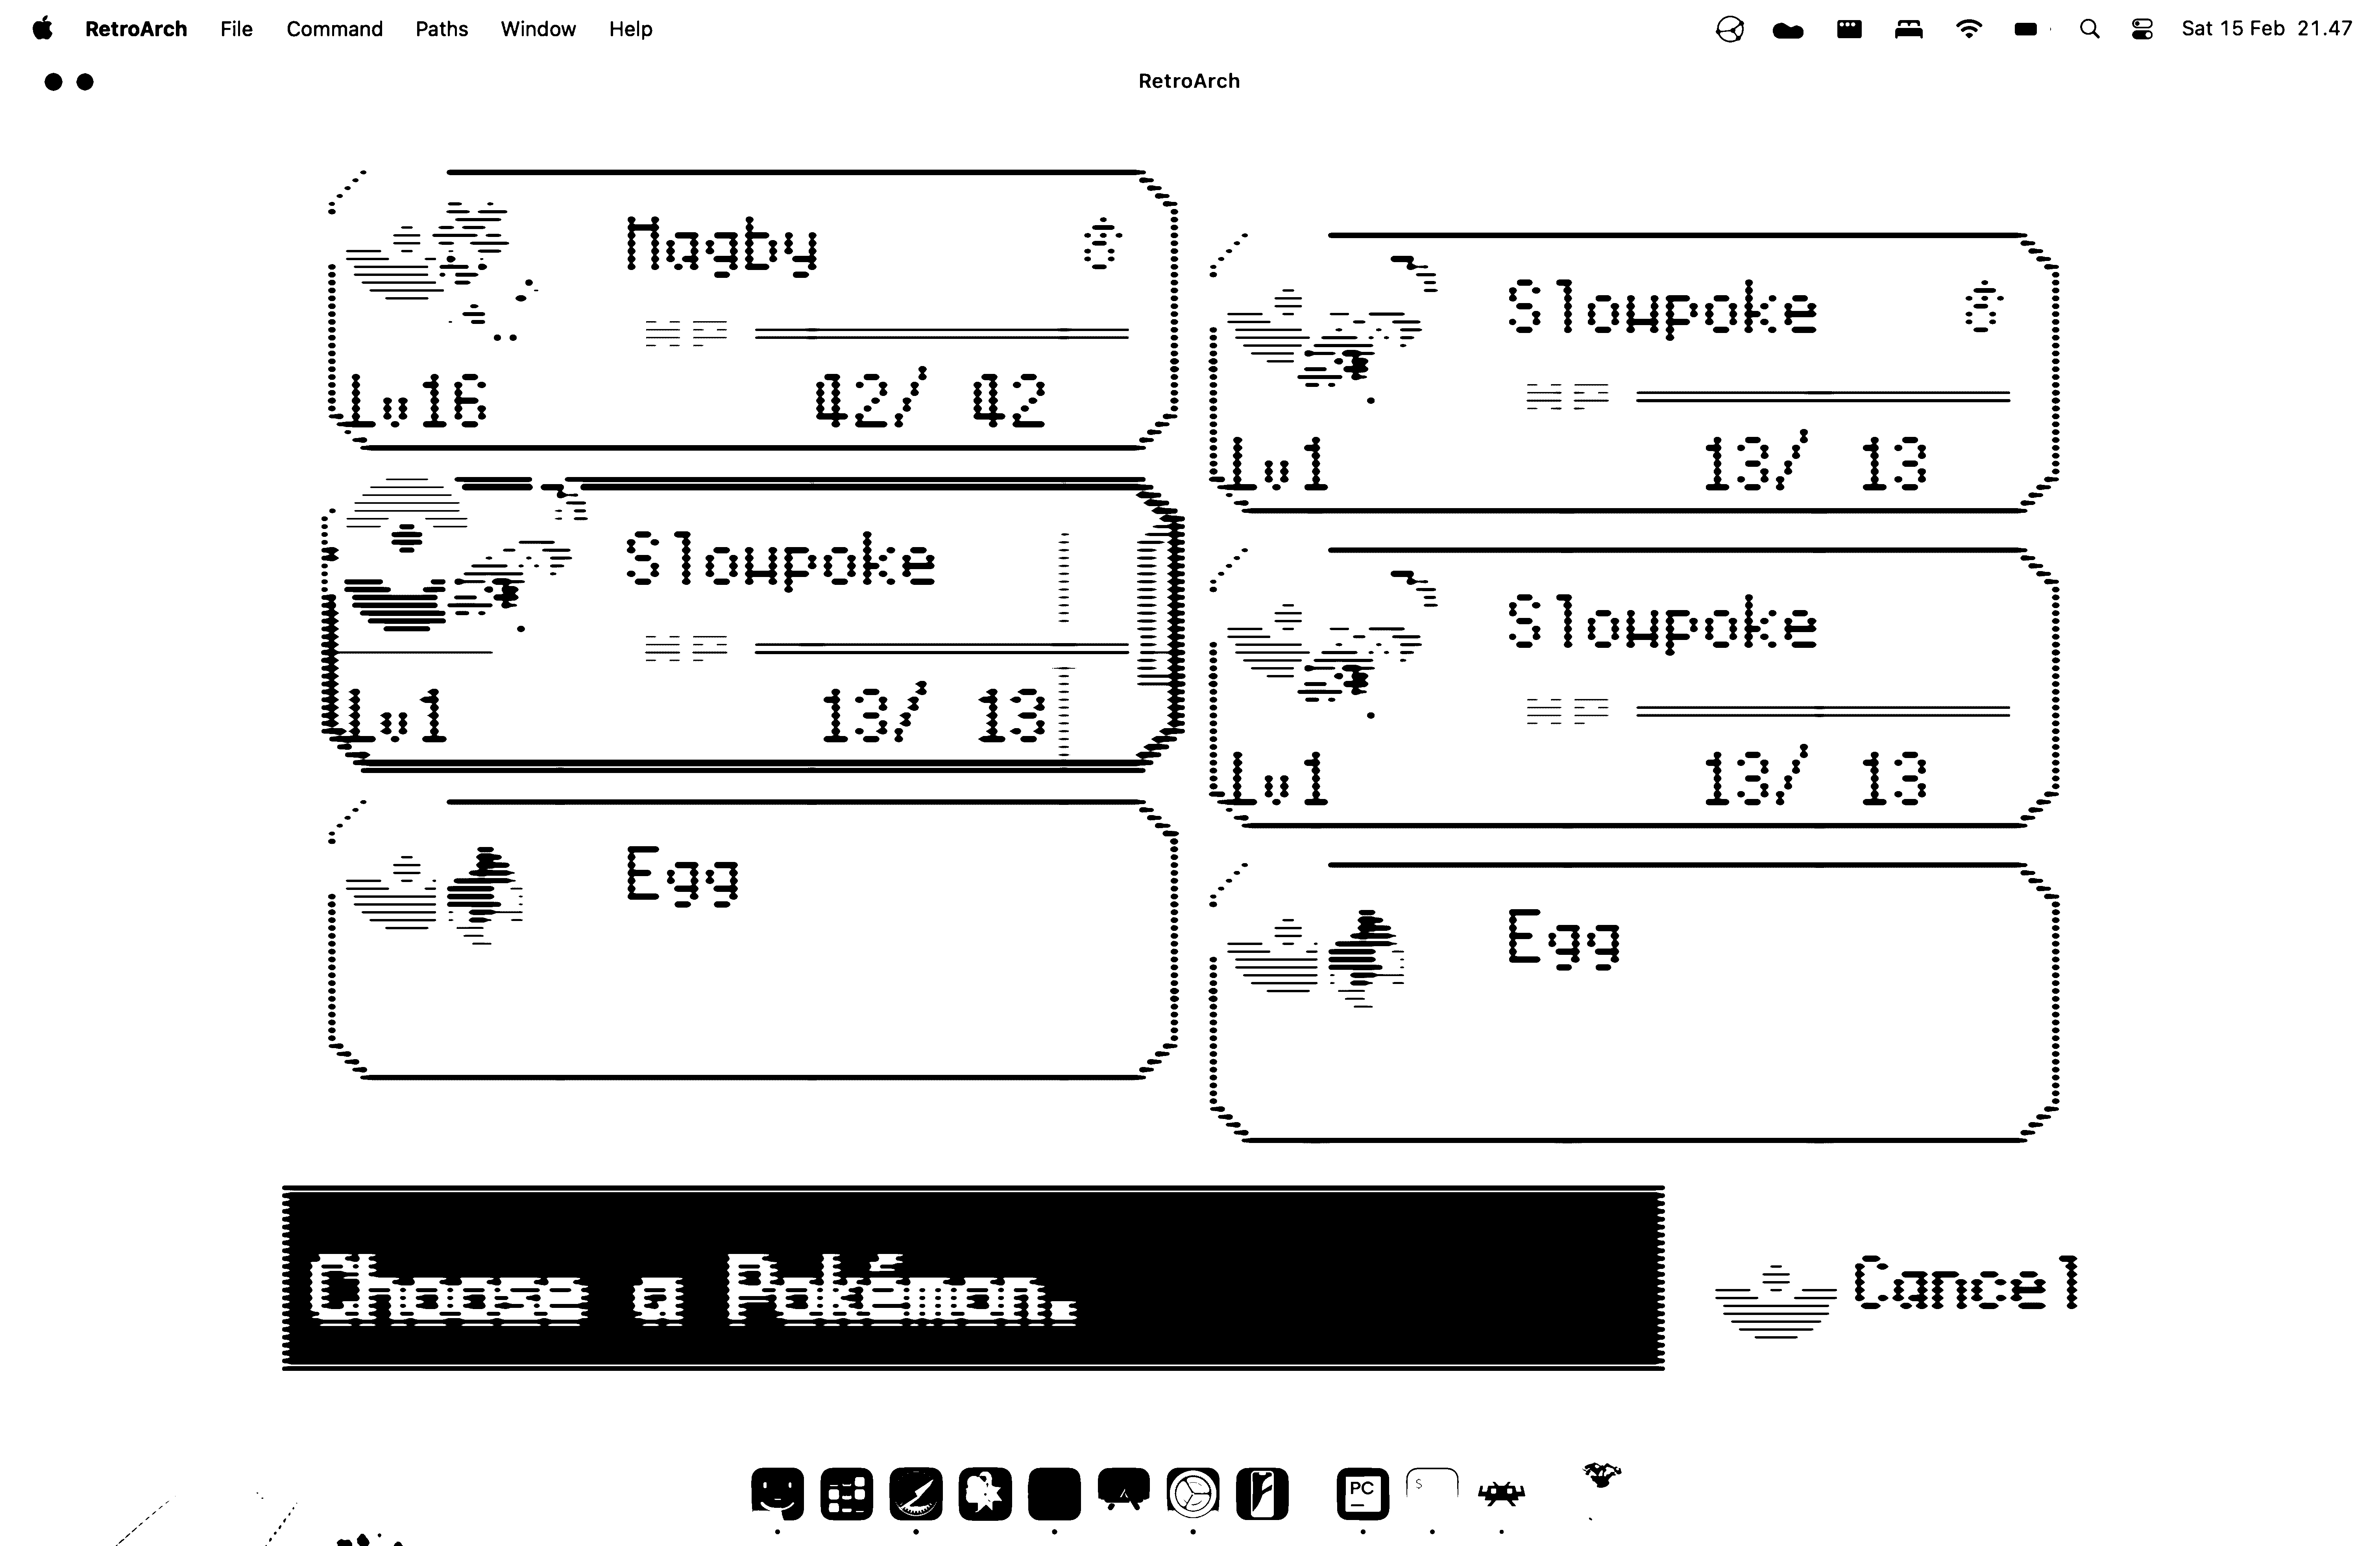 RetroArch File Command Paths Window Help Sat 15 Feb 21.47
RetroArch
Magby
HP
Lv16 42/ 42
Slowpoke
HP
Lv1 13/ 13
Slowpoke
HP
Lv1 13/ 13
Slowpoke
HP
Lv1 13/ 13
Egg
Egg
Choose a Pokémon.
Cancel
PC
$